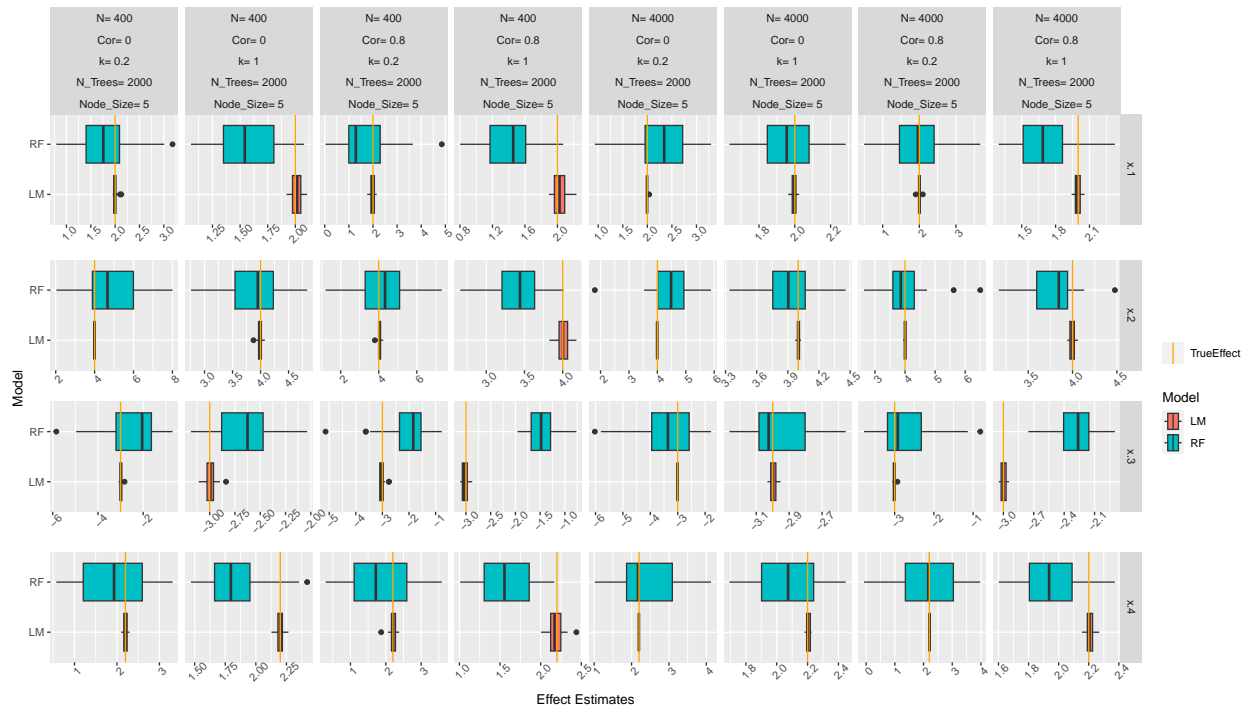 N= 400 N= 400 N= 400 N= 400 N= 4000 N= 4000 N= 4000 N= 4000
Cor= 0 Cor= 0 Cor= 0.8 Cor= 0.8 Cor= 0 Cor= 0 Cor= 0.8 Cor= 0.8
k= 0.2 k= 1 k= 0.2 k= 1 k= 0.2 k= 1 k= 0.2 k= 1
N_Trees= 2000 N_Trees= 2000 N_Trees= 2000 N_Trees= 2000 N_Trees= 2000 N_Trees= 2000 N_Trees= 2000 N_Trees= 2000
Node_Size= 5 Node_Size= 5 Node_Size= 5 Node_Size= 5 Node_Size= 5 Node_Size= 5 Node_Size= 5 Node_Size= 5
RF
LM
x.1
1.0 1.5 2.0 2.5 3.0 1.25 1.50 1.75 2.00 0 1 2 3 4 5 0.8 1.2 1.6 2.0 1.0 1.5 2.0 2.5 3.0 1.8 2.0 2.2 1 2 3 1.5 1.8 2.1
RF
LM
x.2
2 4 6 8 3.0 3.5 4.0 4.5 2 4 6 3.0 3.5 4.0 2 3 4 5 6 3.3 3.6 3.9 4.2 4.5 3 4 5 6 3.5 4.0 4.5
RF
LM
x.3
−6 −4 −2 −3.00 −2.75 −2.50 −2.25 −2.00 −5 −4 −3 −2 −1 −3.0 −2.0 −1.5 −1.0 −6 −5 −4 −3 −2 −3.1 −2.9 −2.7 −3 −2 −1 −3.0 −2.7 −2.4 −2.1
RF
LM
x.4
1 2 3 1.50 1.75 2.00 2.25 1 2 3 1.0 1.5 2.0 2.5 1 2 3 4 1.8 2.0 2.2 2.4 0 1 2 3 4 1.6 1.8 2.0 2.2 2.4
Model
Effect Estimates
TrueEffect
Model
LM
RF